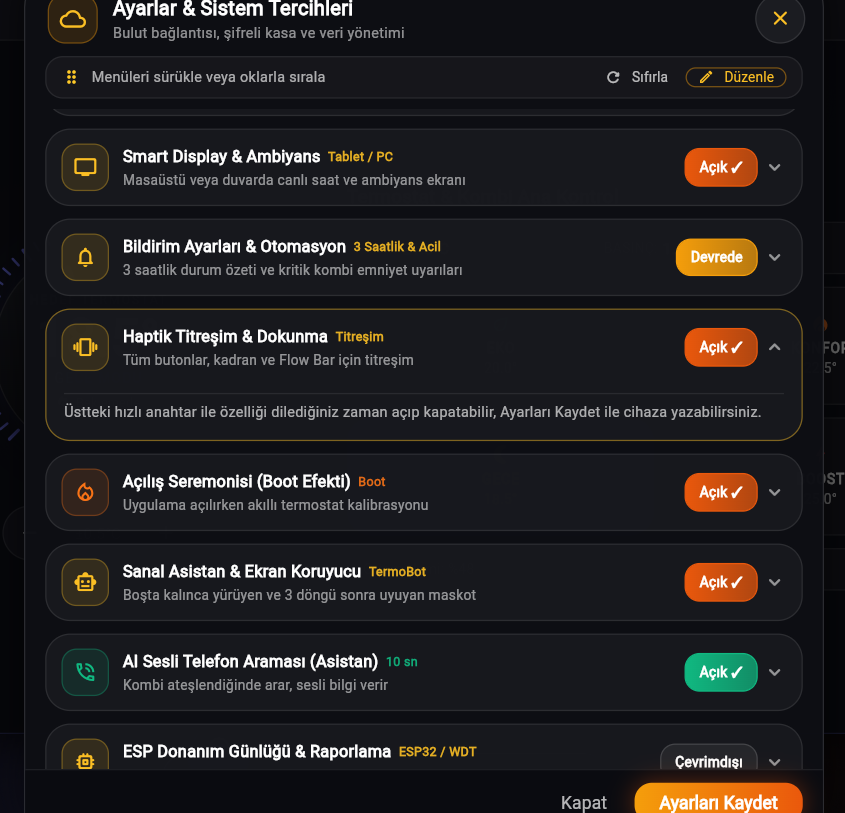 Ayarlar & Sistem Tercihleri
Bulut bağlantısı, şifreli kasa ve veri yönetimi
Menüleri sürükle veya oklarla sırala
Sıfırla
Düzenle
Smart Display & Ambiyans Tablet / PC
Masaüstü veya duvarda canlı saat ve ambiyans ekranı
Açık ✓
Bildirim Ayarları & Otomasyon 3 Saatlik & Acil
3 saatlik durum özeti ve kritik kombi emniyet uyarıları
Devrede
Haptik Titreşim & Dokunma Titreşim
Tüm butonlar, kadran ve Flow Bar için titreşim
Açık ✓
Üstteki hızlı anahtar ile özelliği dilediğiniz zaman açıp kapatabilir, Ayarları Kaydet ile cihaza yazabilirsiniz.
Açılış Seremonisi (Boot Efekti) Boot
Uygulama açılırken akıllı termostat kalibrasyonu
Açık ✓
Sanal Asistan & Ekran Koruyucu TermoBot
Boşta kalınca yürüyen ve 3 döngü sonra uyuyan maskot
Açık ✓
AI Sesli Telefon Araması (Asistan) 10 sn
Kombi ateşlendiğinde arar, sesli bilgi verir
Açık ✓
ESP Donanım Günlüğü & Raporlama ESP32 / WDT
Çevrimdışı
Kapat
Ayarları Kaydet